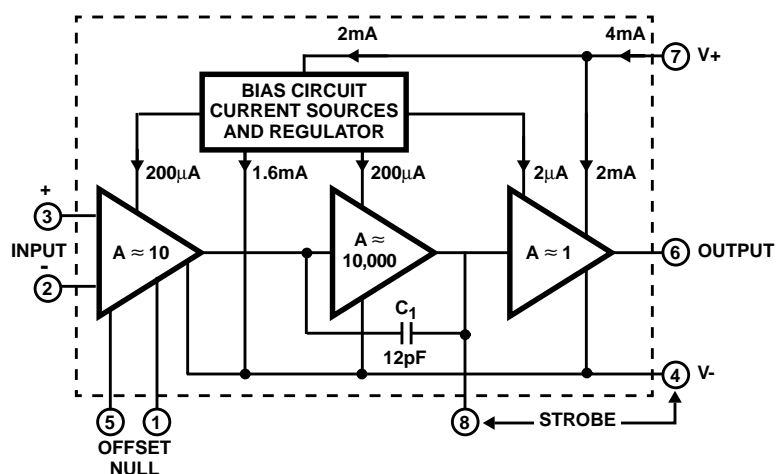 2mA
4mA
7
V+
BIAS CIRCUIT
CURRENT SOURCES
AND REGULATOR
200μA
1.6mA
200μA
2μA
2mA
+
3
INPUT
-
2
A ≈ 10
A ≈
10,000
A ≈ 1
6
OUTPUT
C1
12pF
4
V-
5
1
8
STROBE
OFFSET
NULL